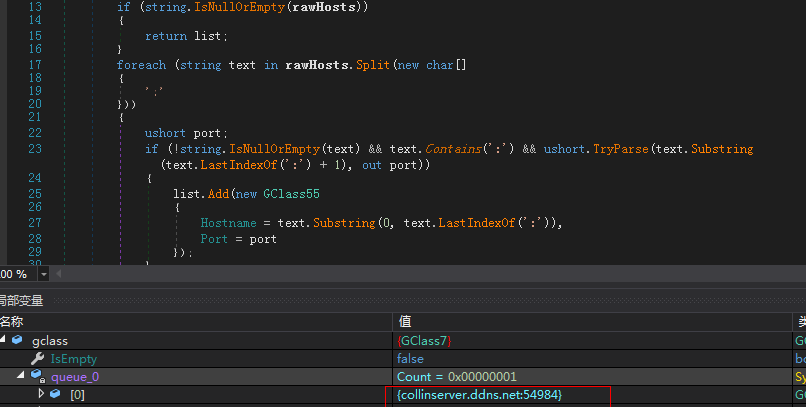 13 if (string.IsNullOrEmpty(rawHosts))
14 {
15 return list;
16 }
17 foreach (string text in rawHosts.Split(new char[]
18 {
19 ';'
20 }))
21 {
22 ushort port;
23 if (!string.IsNullOrEmpty(text) && text.Contains(':') && ushort.TryParse(text.Substring
(text.LastIndexOf(':') + 1), out port))
24 {
25 list.Add(new GClass55
26 {
27 Hostname = text.Substring(0, text.LastIndexOf(':')),
28 Port = port
29 });
30 }
00 %
局部变量
名称 值
gclass {GClass7}
IsEmpty false
queue_0 Count = 0x00000001
[0] {collinserver.ddns.net:54984}